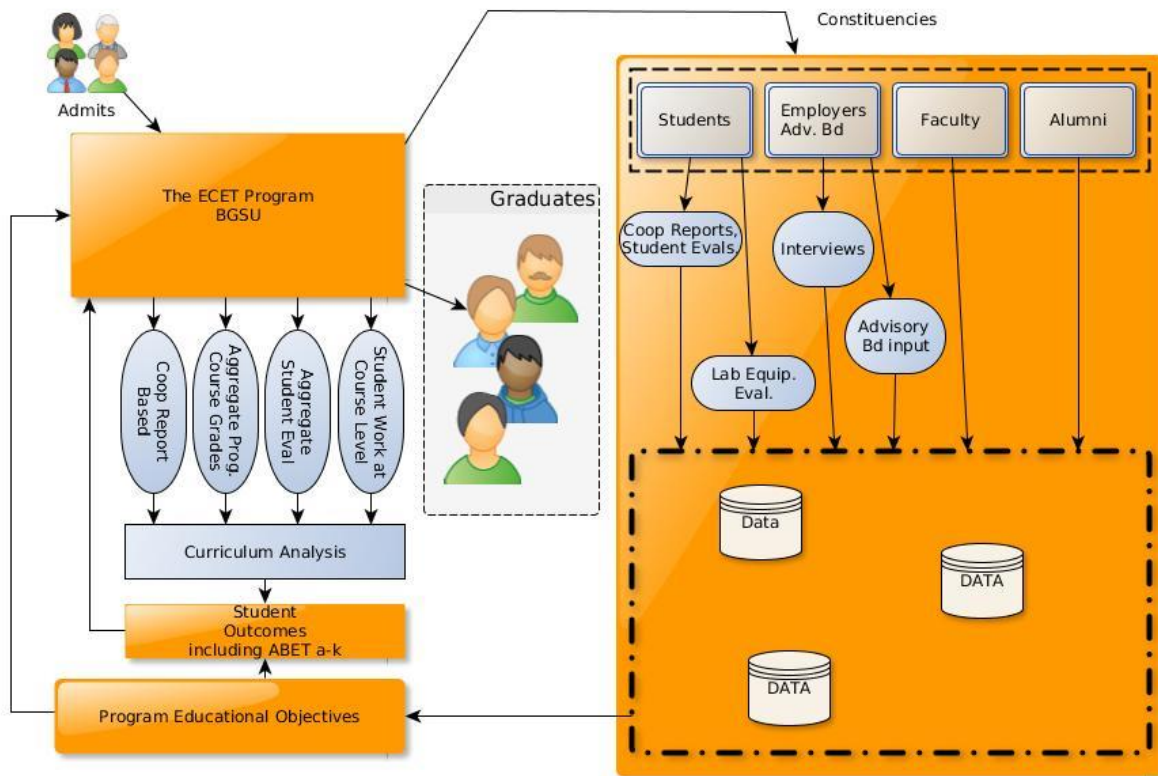 Constituencies
Admits
The ECET Program
BGSU
Graduates
Students
Employers
Adv. Bd
Faculty
Alumni
Coop Reports,
Student Evals.
Interviews
Advisory
Bd input
Lab Equip.
Eval.
Coop Report
Based
Aggregate Prog.
Course Grades
Aggregate
Student Eval
Student Work at
Course Level
Curriculum Analysis
Student
Outcomes
including ABET a-k
Program Educational Objectives
Data
DATA
DATA